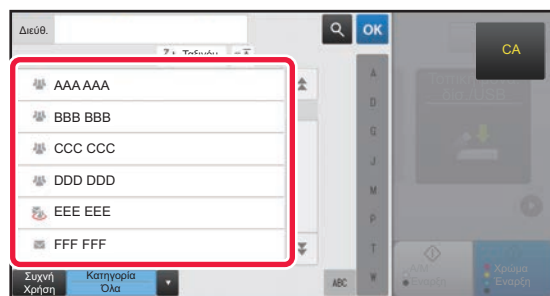 Διεύθ.
OK
CA
Ταξινόμ
AAA AAA
BBB BBB
CCC CCC
DDD DDD
EEE EEE
FFF FFF
A
D
G
J
M
P
T
W
ABC
Συχνή
Χρήση
Κατηγορία
Όλα
Έναρξη
Χρώμα
Έναρξη